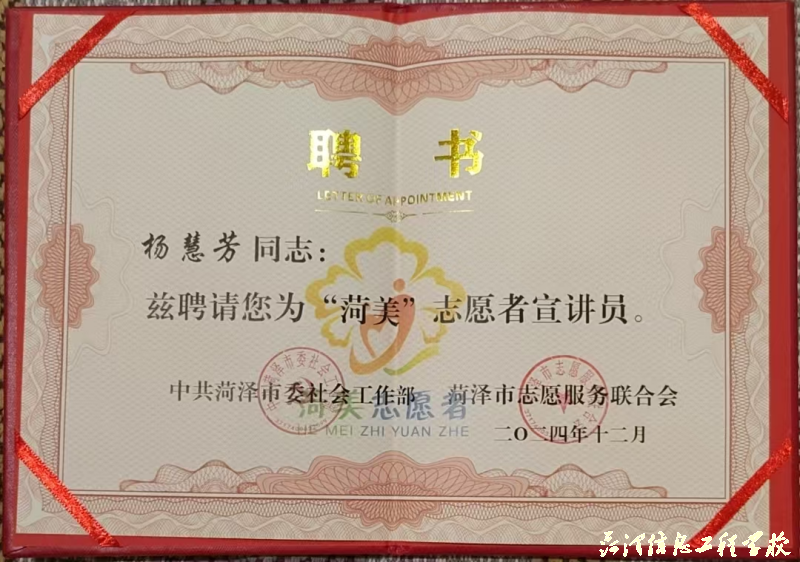 聘书
LETTER OF APPOINTMENT
杨慧芳同志：
兹聘请您为“菏美”志愿者宣讲员。
中共菏泽市委社会工作部 菏泽市志愿服务联合会
菏美志愿者
HE MEI ZHI YUAN ZHE
二〇二四年十二月
菏泽信息工程学校